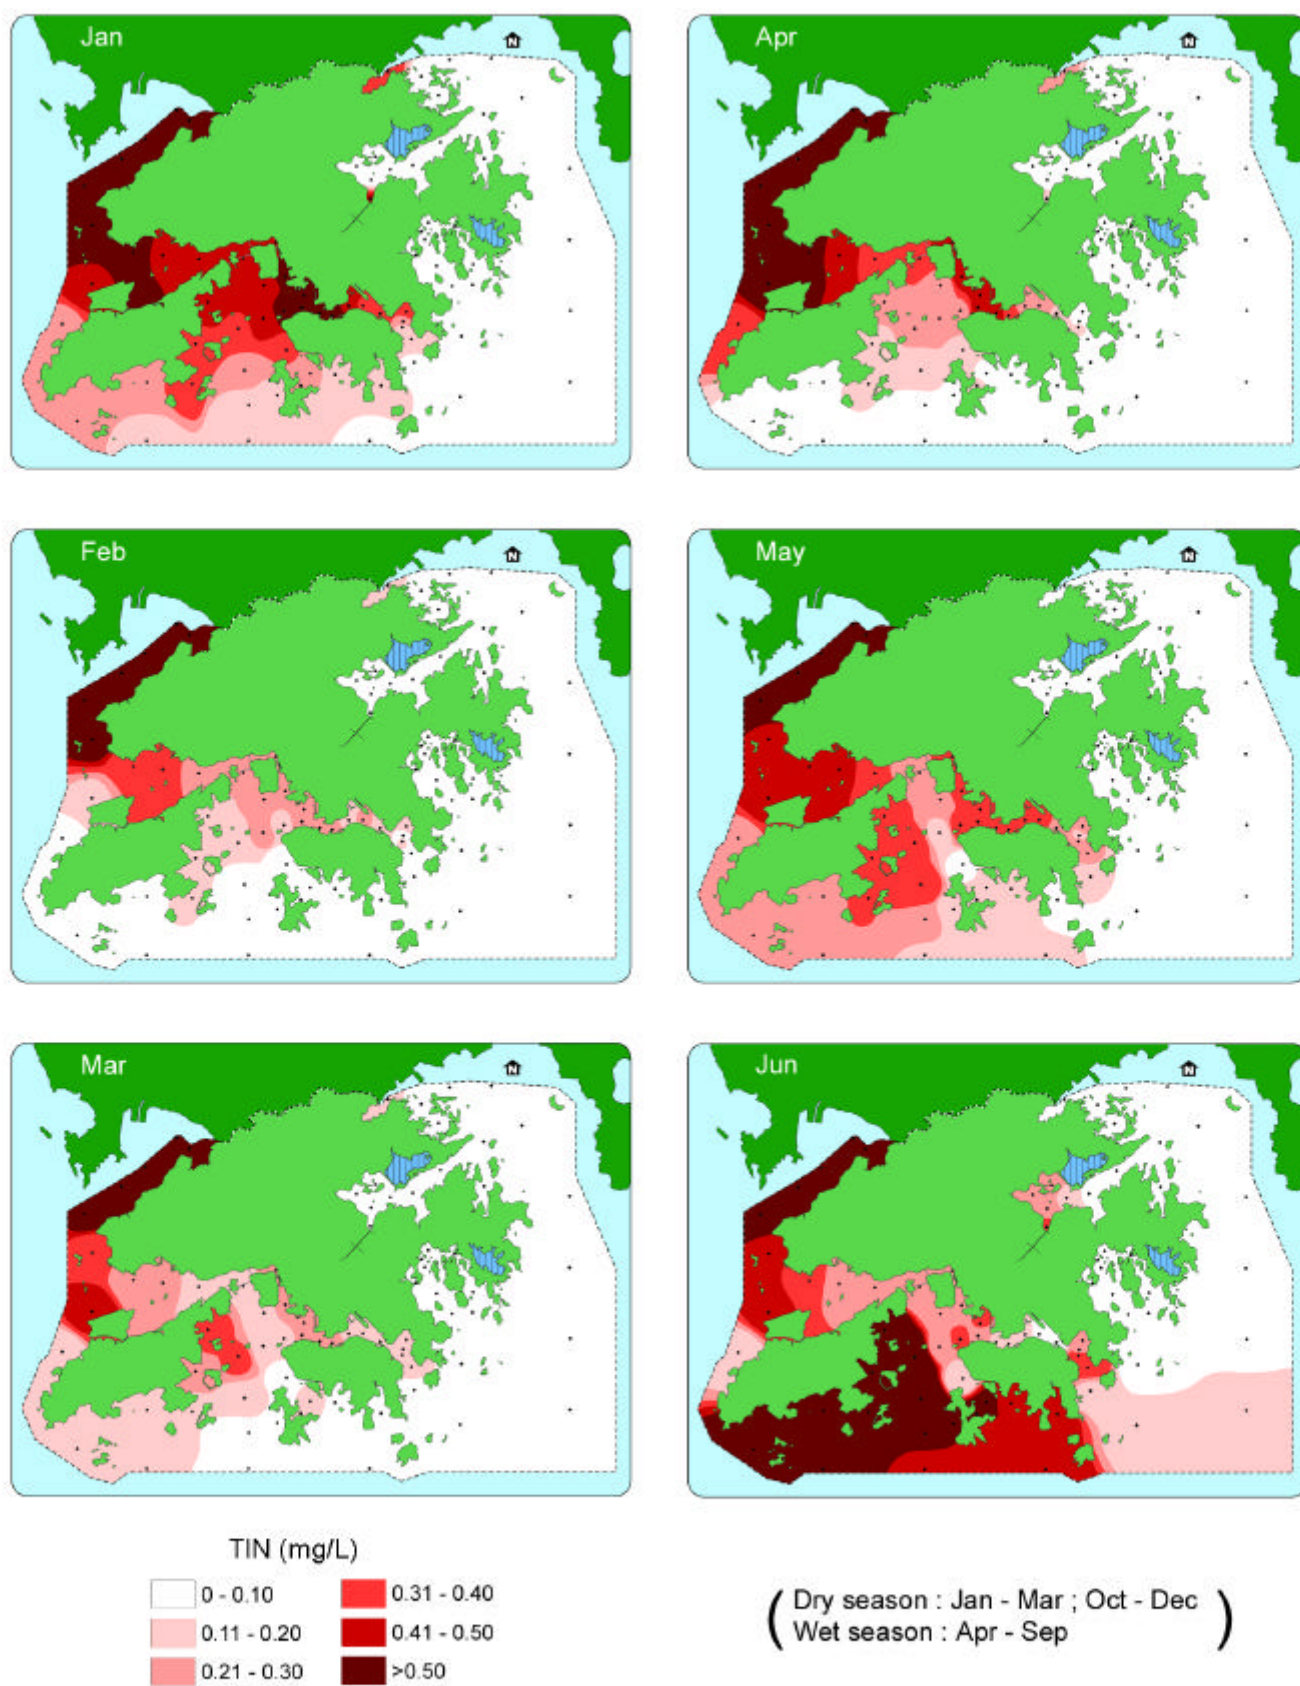 Jan
N
Apr
N
Feb
N
May
N
Mar
N
Jun
N
TIN (mg/L)
0 - 0.10
0.31 - 0.40
0.11 - 0.20
0.41 - 0.50
0.21 - 0.30
>0.50
( Dry season : Jan - Mar ; Oct - Dec
Wet season : Apr - Sep )